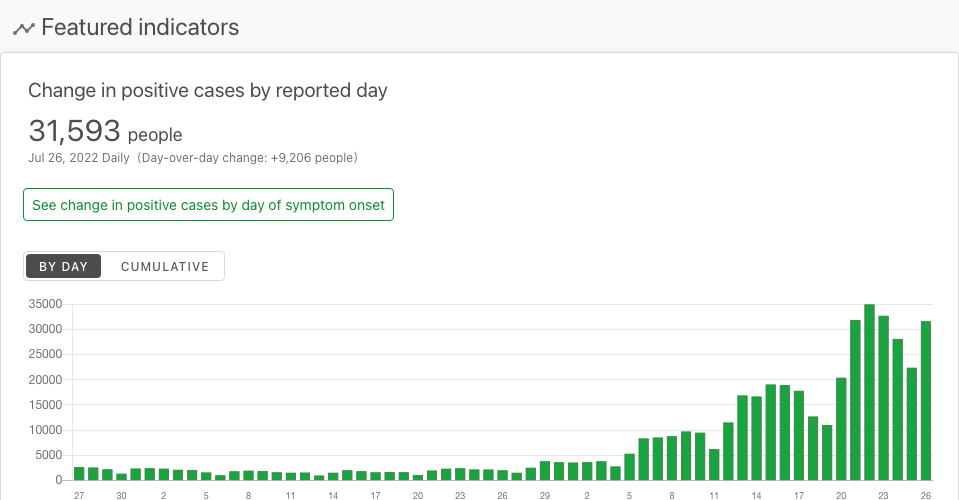 Featured indicators
Change in positive cases by reported day
31,593 people
Jul 26, 2022 Daily (Day-over-day change: +9,206 people)
See change in positive cases by day of symptom onset
BY DAY CUMULATIVE
35000
30000
25000
20000
15000
10000
5000
0
27 30 2 5 8 11 14 17 20 23 26 29 2 5 8 11 14 17 20 23 26